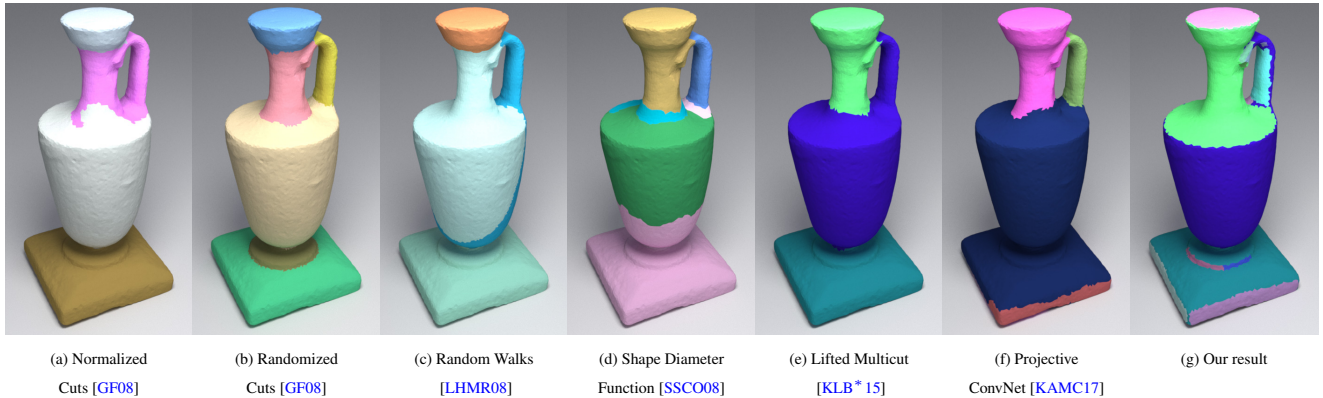 (a) Normalized
Cuts [GF08]
(b) Randomized
Cuts [GF08]
(c) Random Walks
[LHMR08]
(d) Shape Diameter
Function [SSCO08]
(e) Lifted Multicut
[KLB*15]
(f) Projective
ConvNet [KAMC17]
(g) Our result